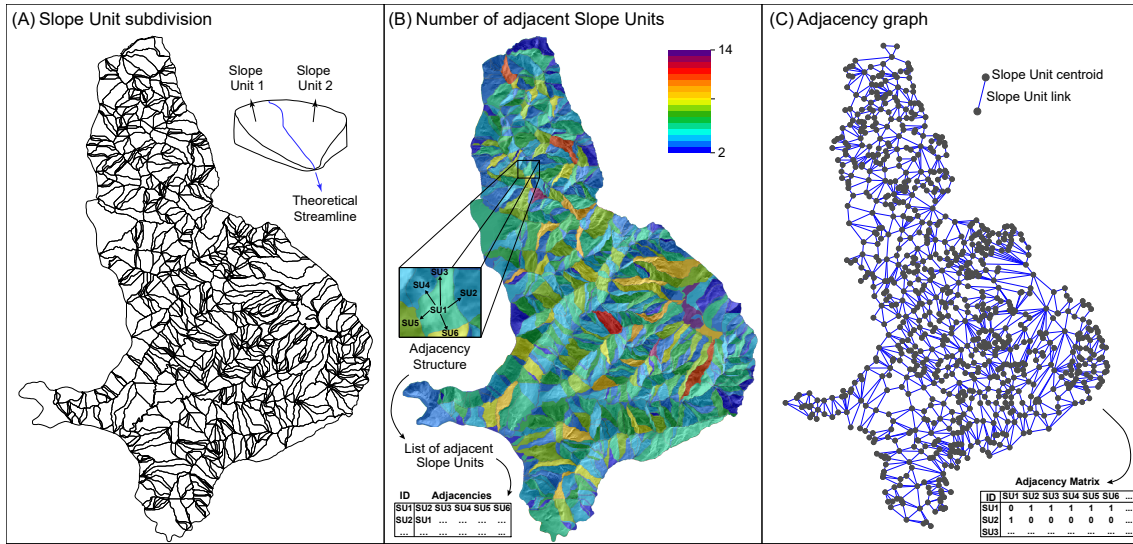 (A) Slope Unit subdivision
Slope
Unit 1
Slope
Unit 2
Theoretical
Streamline
(B) Number of adjacent Slope Units
14
2
SU3
SU4
SU2
SU1
SU5
SU6
Adjacency
Structure
List of adjacent
Slope Units
ID Adjacencies
SU1 SU2 SU3 SU4 SU5 SU6
SU2 SU1 ... ... ... ...
... ... ... ... ... ...
(C) Adjacency graph
Slope Unit centroid
Slope Unit link
Adjacency Matrix
ID SU1 SU2 SU3 SU4 SU5 SU6 ...
SU1 0 1 1 1 1 1 ...
SU2 1 0 0 0 0 0 ...
SU3 ... ... ... ... ... ... ...